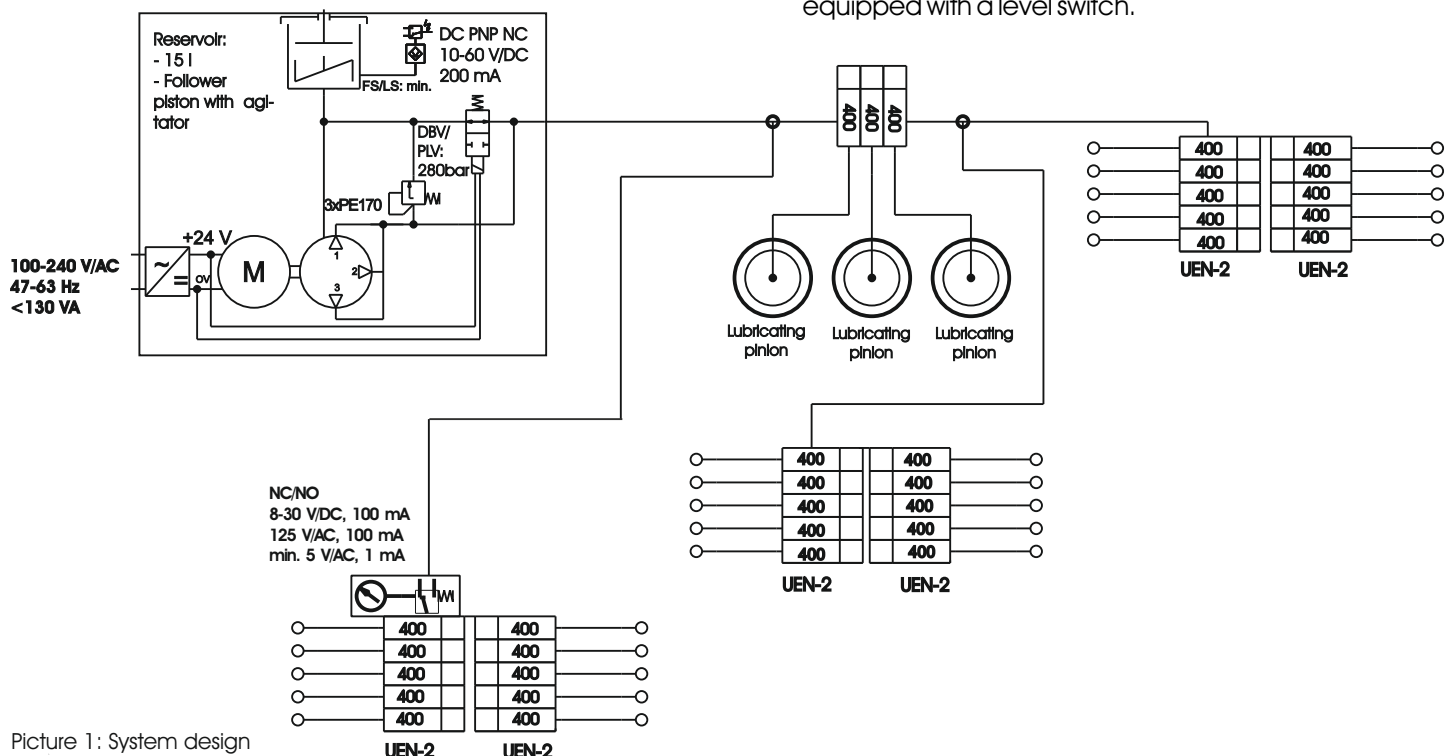 equipped with a level switch.
Reservoir:
- 15 l
- Follower
piston with agi-
tator
DC PNP NC
10-60 V/DC
200 mA
FS/LS: min.
DBV/
PLV:
280bar
3xPE170
+24 V
0V
100-240 V/AC
47-63 Hz
<130 VA
~
=
M
1
2
3
400
400
400
Lubricating
pinion
Lubricating
pinion
Lubricating
pinion
400 400
400 400
400 400
400 400
400 400
UEN-2 UEN-2
400 400
400 400
400 400
400 400
400 400
UEN-2 UEN-2
NC/NO
8-30 V/DC, 100 mA
125 V/AC, 100 mA
min. 5 V/AC, 1 mA
400 400
400 400
400 400
400 400
400 400
UEN-2 UEN-2
Picture 1: System design